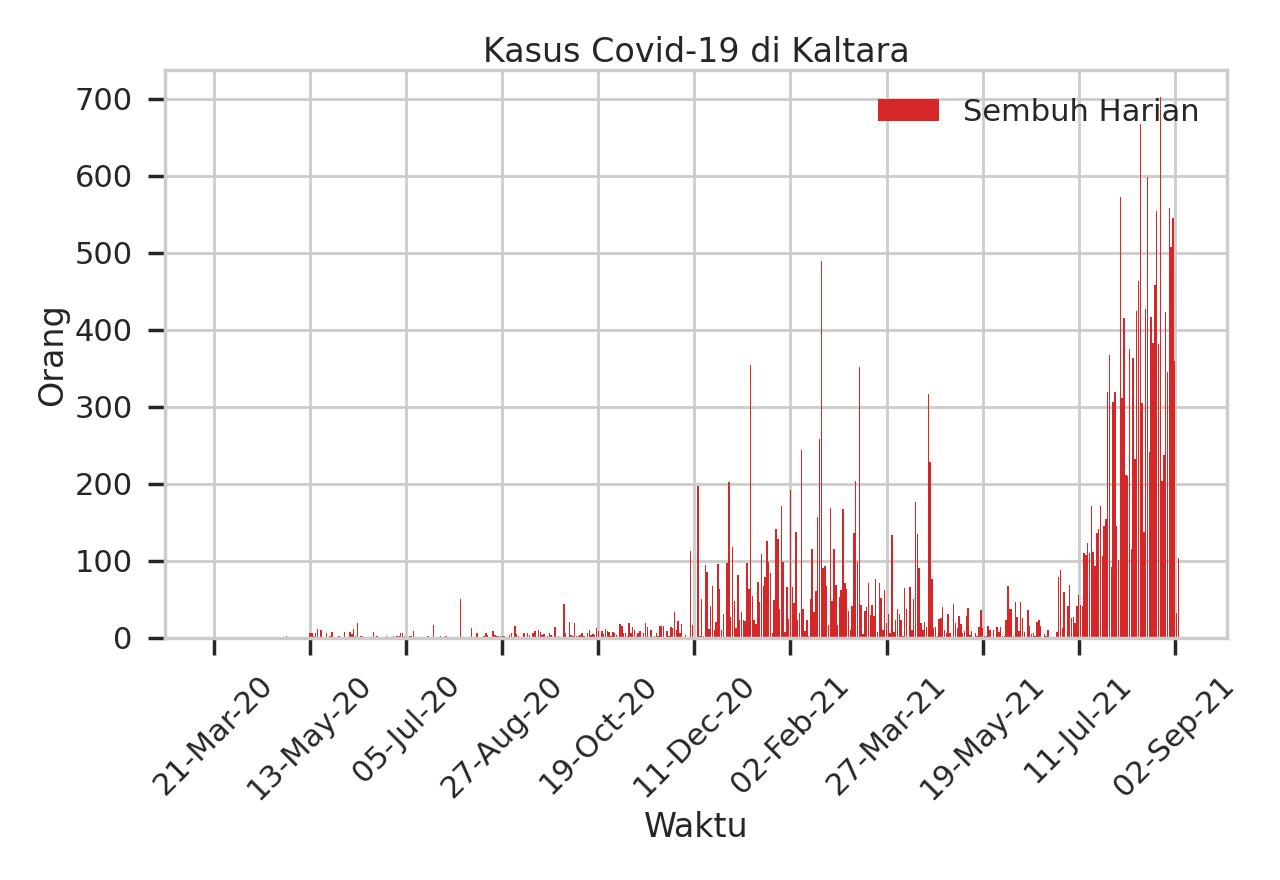 Kasus Covid-19 di Kaltara
Sembuh Harian
700
600
500
400
300
200
100
0
Orang
21-Mar-20
13-May-20
05-Jul-20
27-Aug-20
19-Oct-20
11-Dec-20
02-Feb-21
27-Mar-21
19-May-21
11-Jul-21
02-Sep-21
Waktu